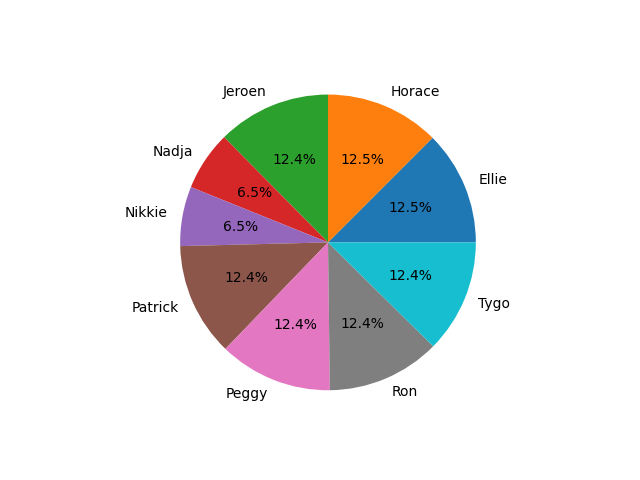 Jeroen
Horace
12.4%
12.5%
Nadja
6.5%
Ellie
12.5%
Nikkie
6.5%
Patrick
12.4%
12.4%
Tygo
12.4%
12.4%
Peggy
Ron